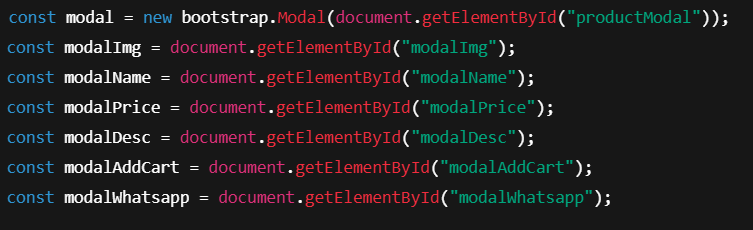 const modal = new bootstrap.Modal(document.getElementById("productModal"));
const modalImg = document.getElementById("modalImg");
const modalName = document.getElementById("modalName");
const modalPrice = document.getElementById("modalPrice");
const modalDesc = document.getElementById("modalDesc");
const modalAddCart = document.getElementById("modalAddCart");
const modalWhatsapp = document.getElementById("modalWhatsapp");